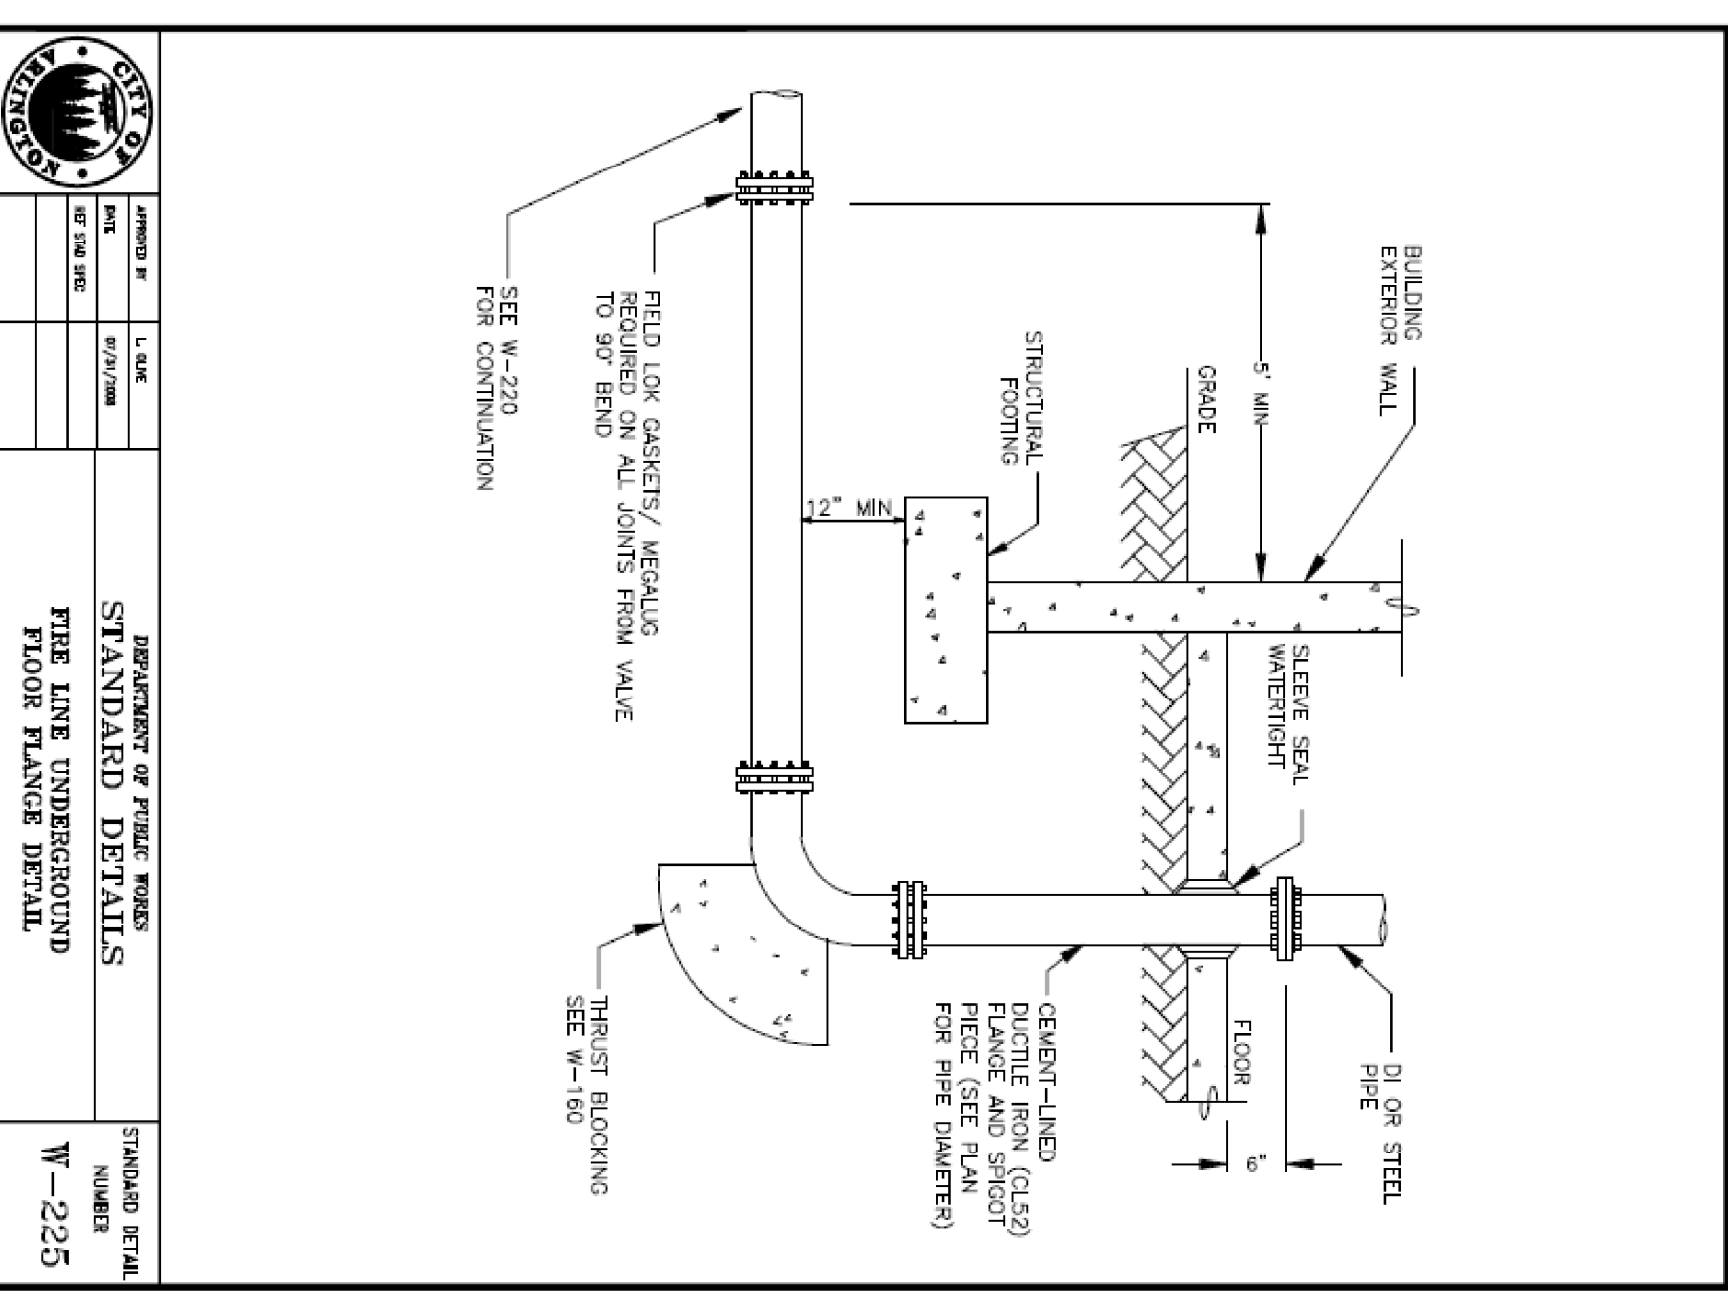 BUILDING
EXTERIOR WALL
5' MIN
GRADE
STRUCTURAL
FOOTING
12" MIN
SLEEVE SEAL
WATERTIGHT
DI OR STEEL
PIPE
6"
FLOOR
CEMENT-LINED
DUCTILE IRON (CL52)
FLANGE AND SPIGOT
PIECE (SEE PLAN
FOR PIPE DIAMETER)
FIELD LOK GASKETS/ MEGALUG
REQUIRED ON ALL JOINTS FROM VALVE
TO 90° BEND
SEE W-220
FOR CONTINUATION
THRUST BLOCKING
SEE W-160
CITY OF
ARLINGTON
APPROVED BY
L. OLIVE
DATE
07/31/2008
REF STAD SPEC
DEPARTMENT OF PUBLIC WORKS
STANDARD DETAILS
FIRE LINE UNDERGROUND
FLOOR FLANGE DETAIL
STANDARD DETAIL
NUMBER
W-225